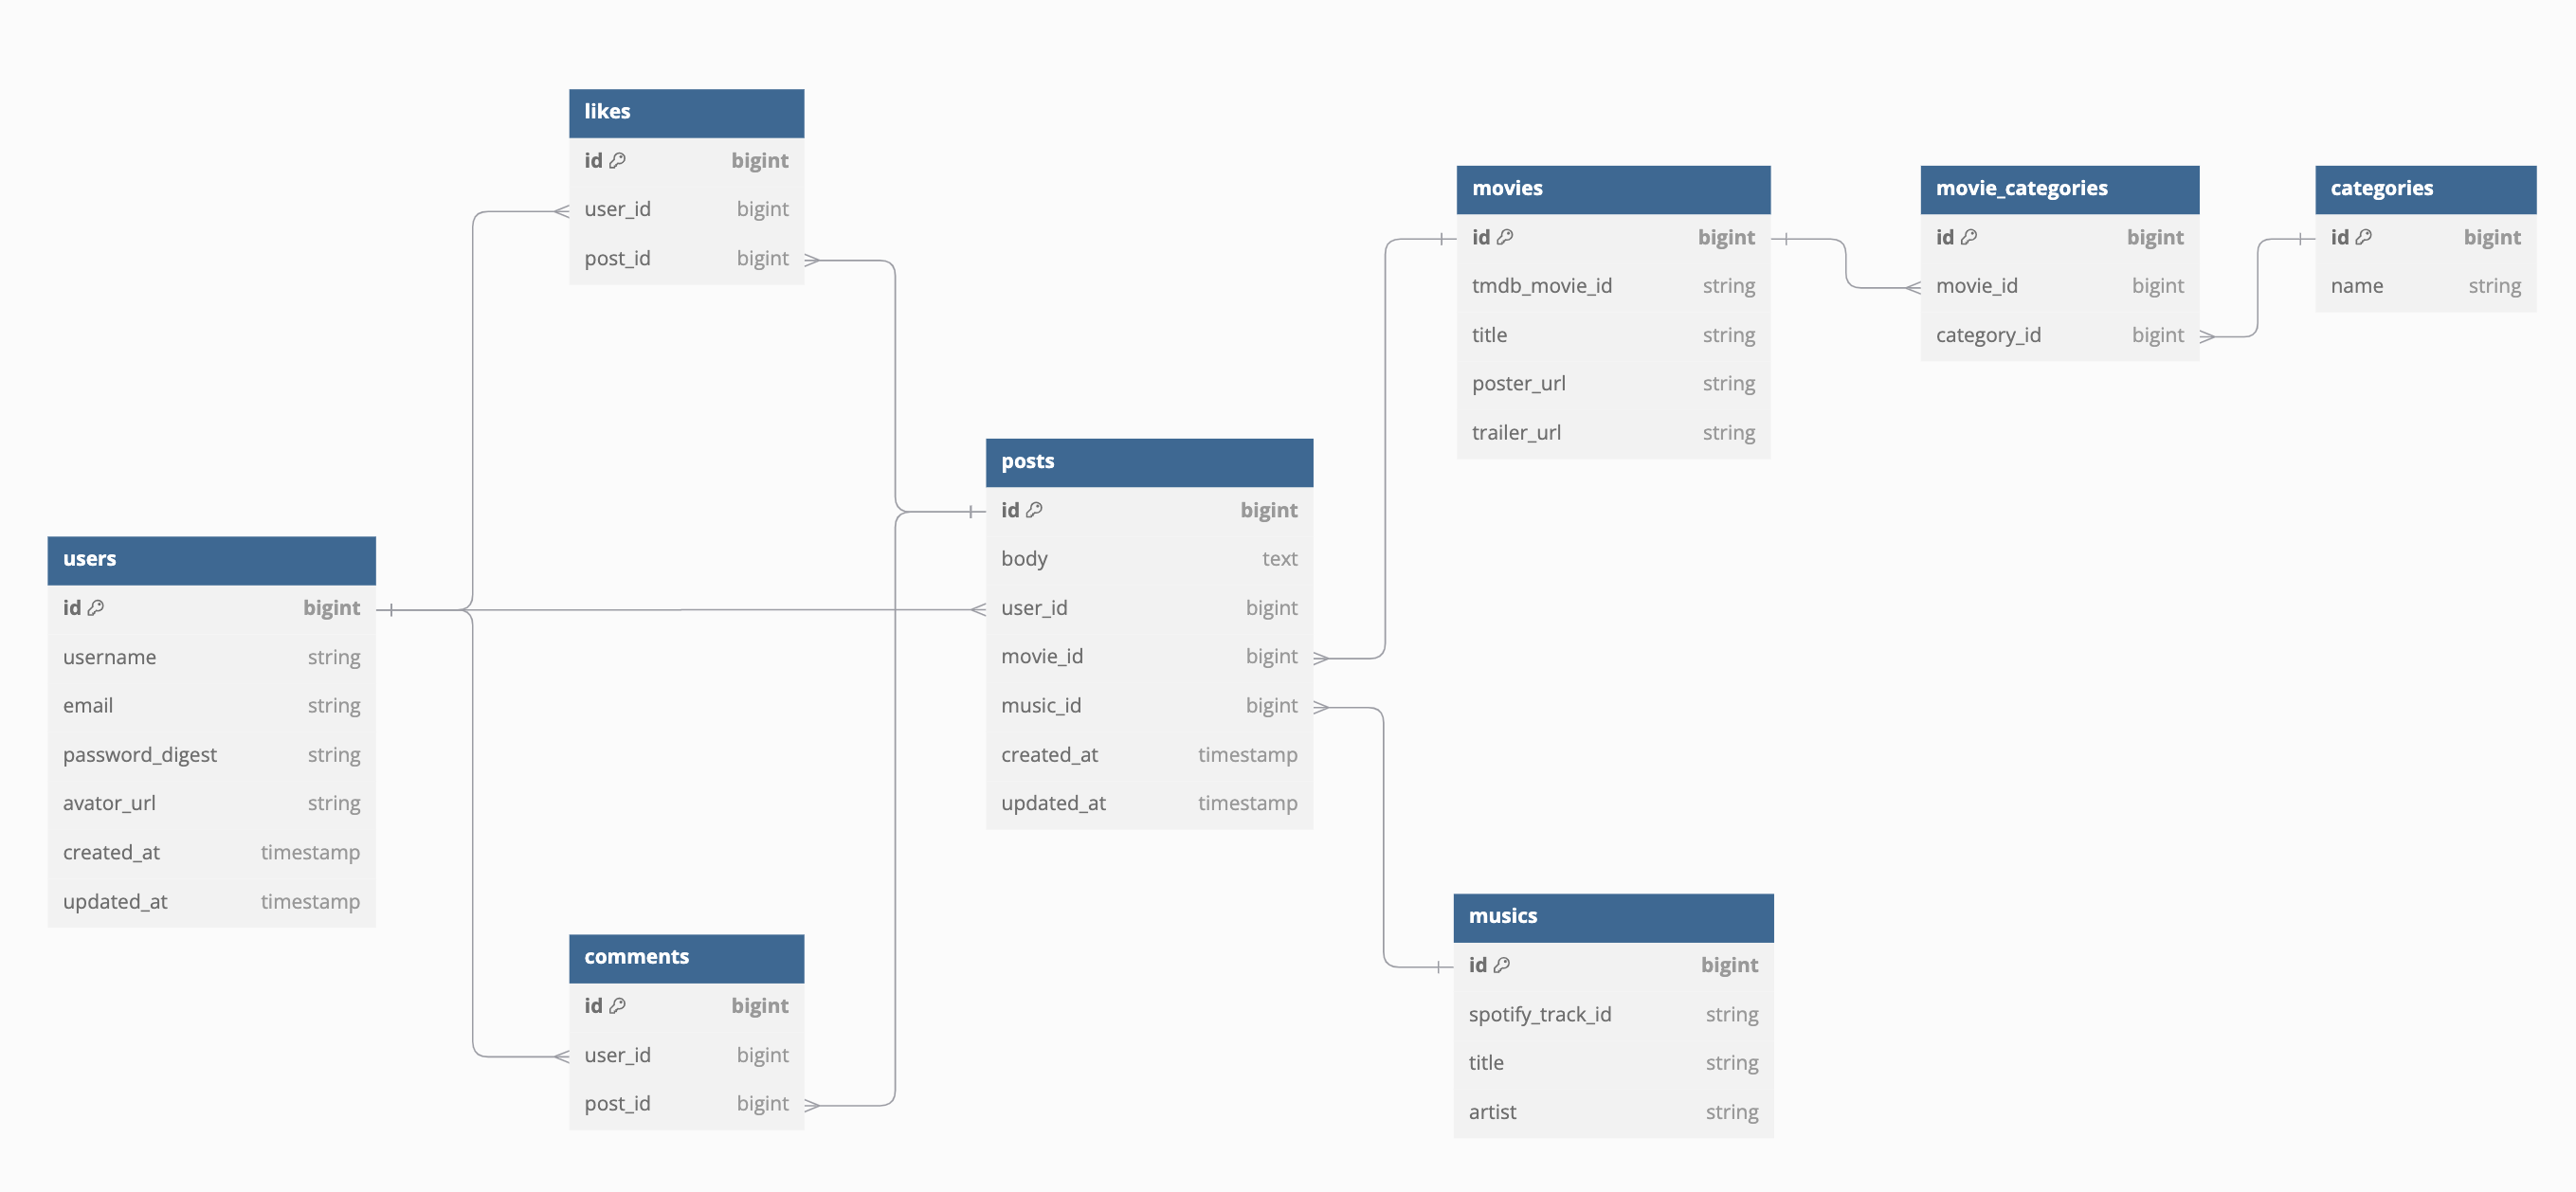 likes
id bigint
user_id bigint
post_id bigint
movies
id bigint
tmdb_movie_id string
title string
poster_url string
trailer_url string
movie_categories
id bigint
movie_id bigint
category_id bigint
categories
id bigint
name string
posts
id bigint
body text
user_id bigint
movie_id bigint
music_id bigint
created_at timestamp
updated_at timestamp
users
id bigint
username string
email string
password_digest string
avator_url string
created_at timestamp
updated_at timestamp
comments
id bigint
user_id bigint
post_id bigint
musics
id bigint
spotify_track_id string
title string
artist string